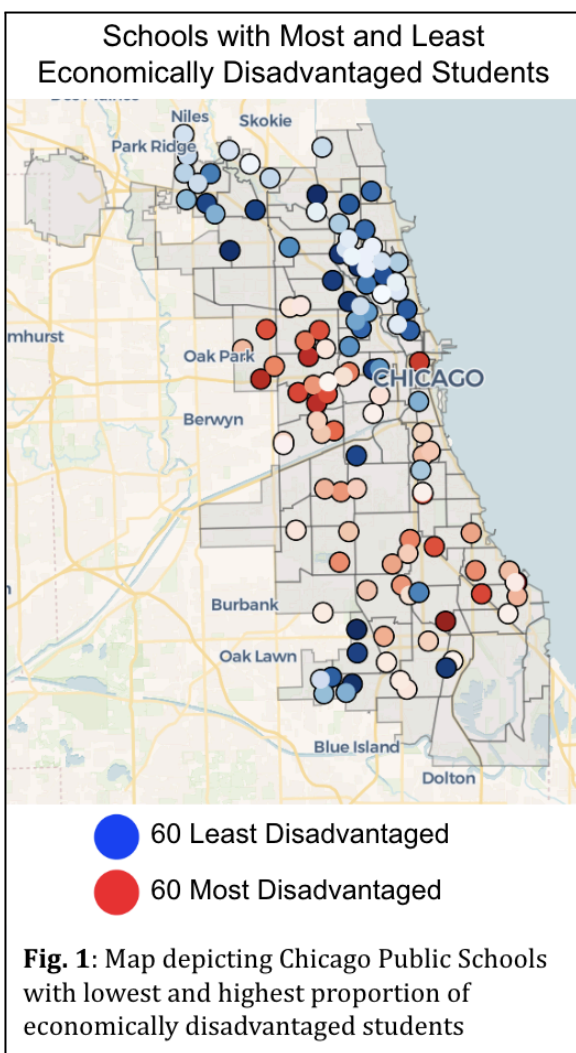 Schools with Most and Least
Economically Disadvantaged Students
Niles
Skokie
Park Ridge
mhurst
Oak Park
CHICAGO
Berwyn
Burbank
Oak Lawn
Blue Island
Dolton
60 Least Disadvantaged
60 Most Disadvantaged
Fig. 1: Map depicting Chicago Public Schools
with lowest and highest proportion of
economically disadvantaged students